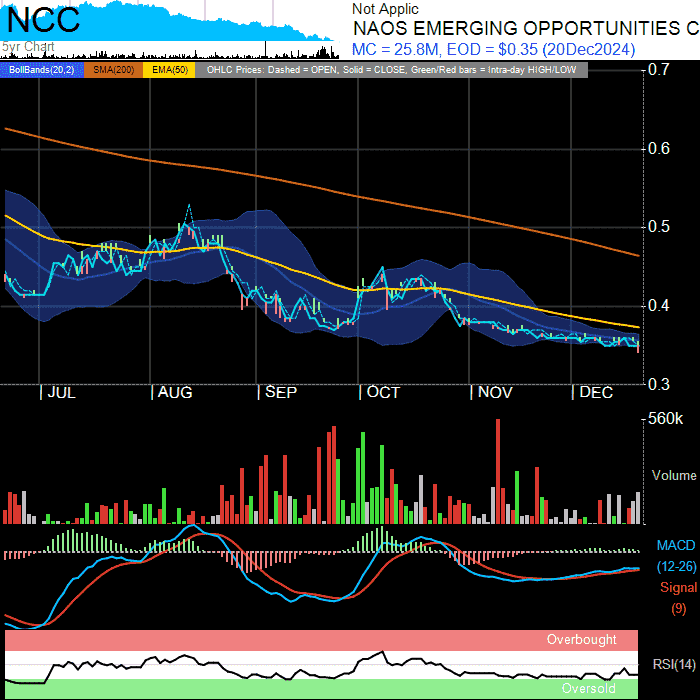 NCC
5yr Chart
Not Applic
NAOS EMERGING OPPORTUNITIES C
MC = 25.8M, EOD = $0.35 (20Dec2024)
BollBands(20,2) SMA(200) EMA(50) OHLC Prices: Dashed = OPEN, Solid = CLOSE, Green/Red bars = Intra-day HIGH/LOW
0.7
0.6
0.5
0.4
0.3
JUL AUG SEP OCT NOV DEC
560k
Volume
MACD
(12-26)
Signal
(9)
Overbought
RSI(14)
Oversold